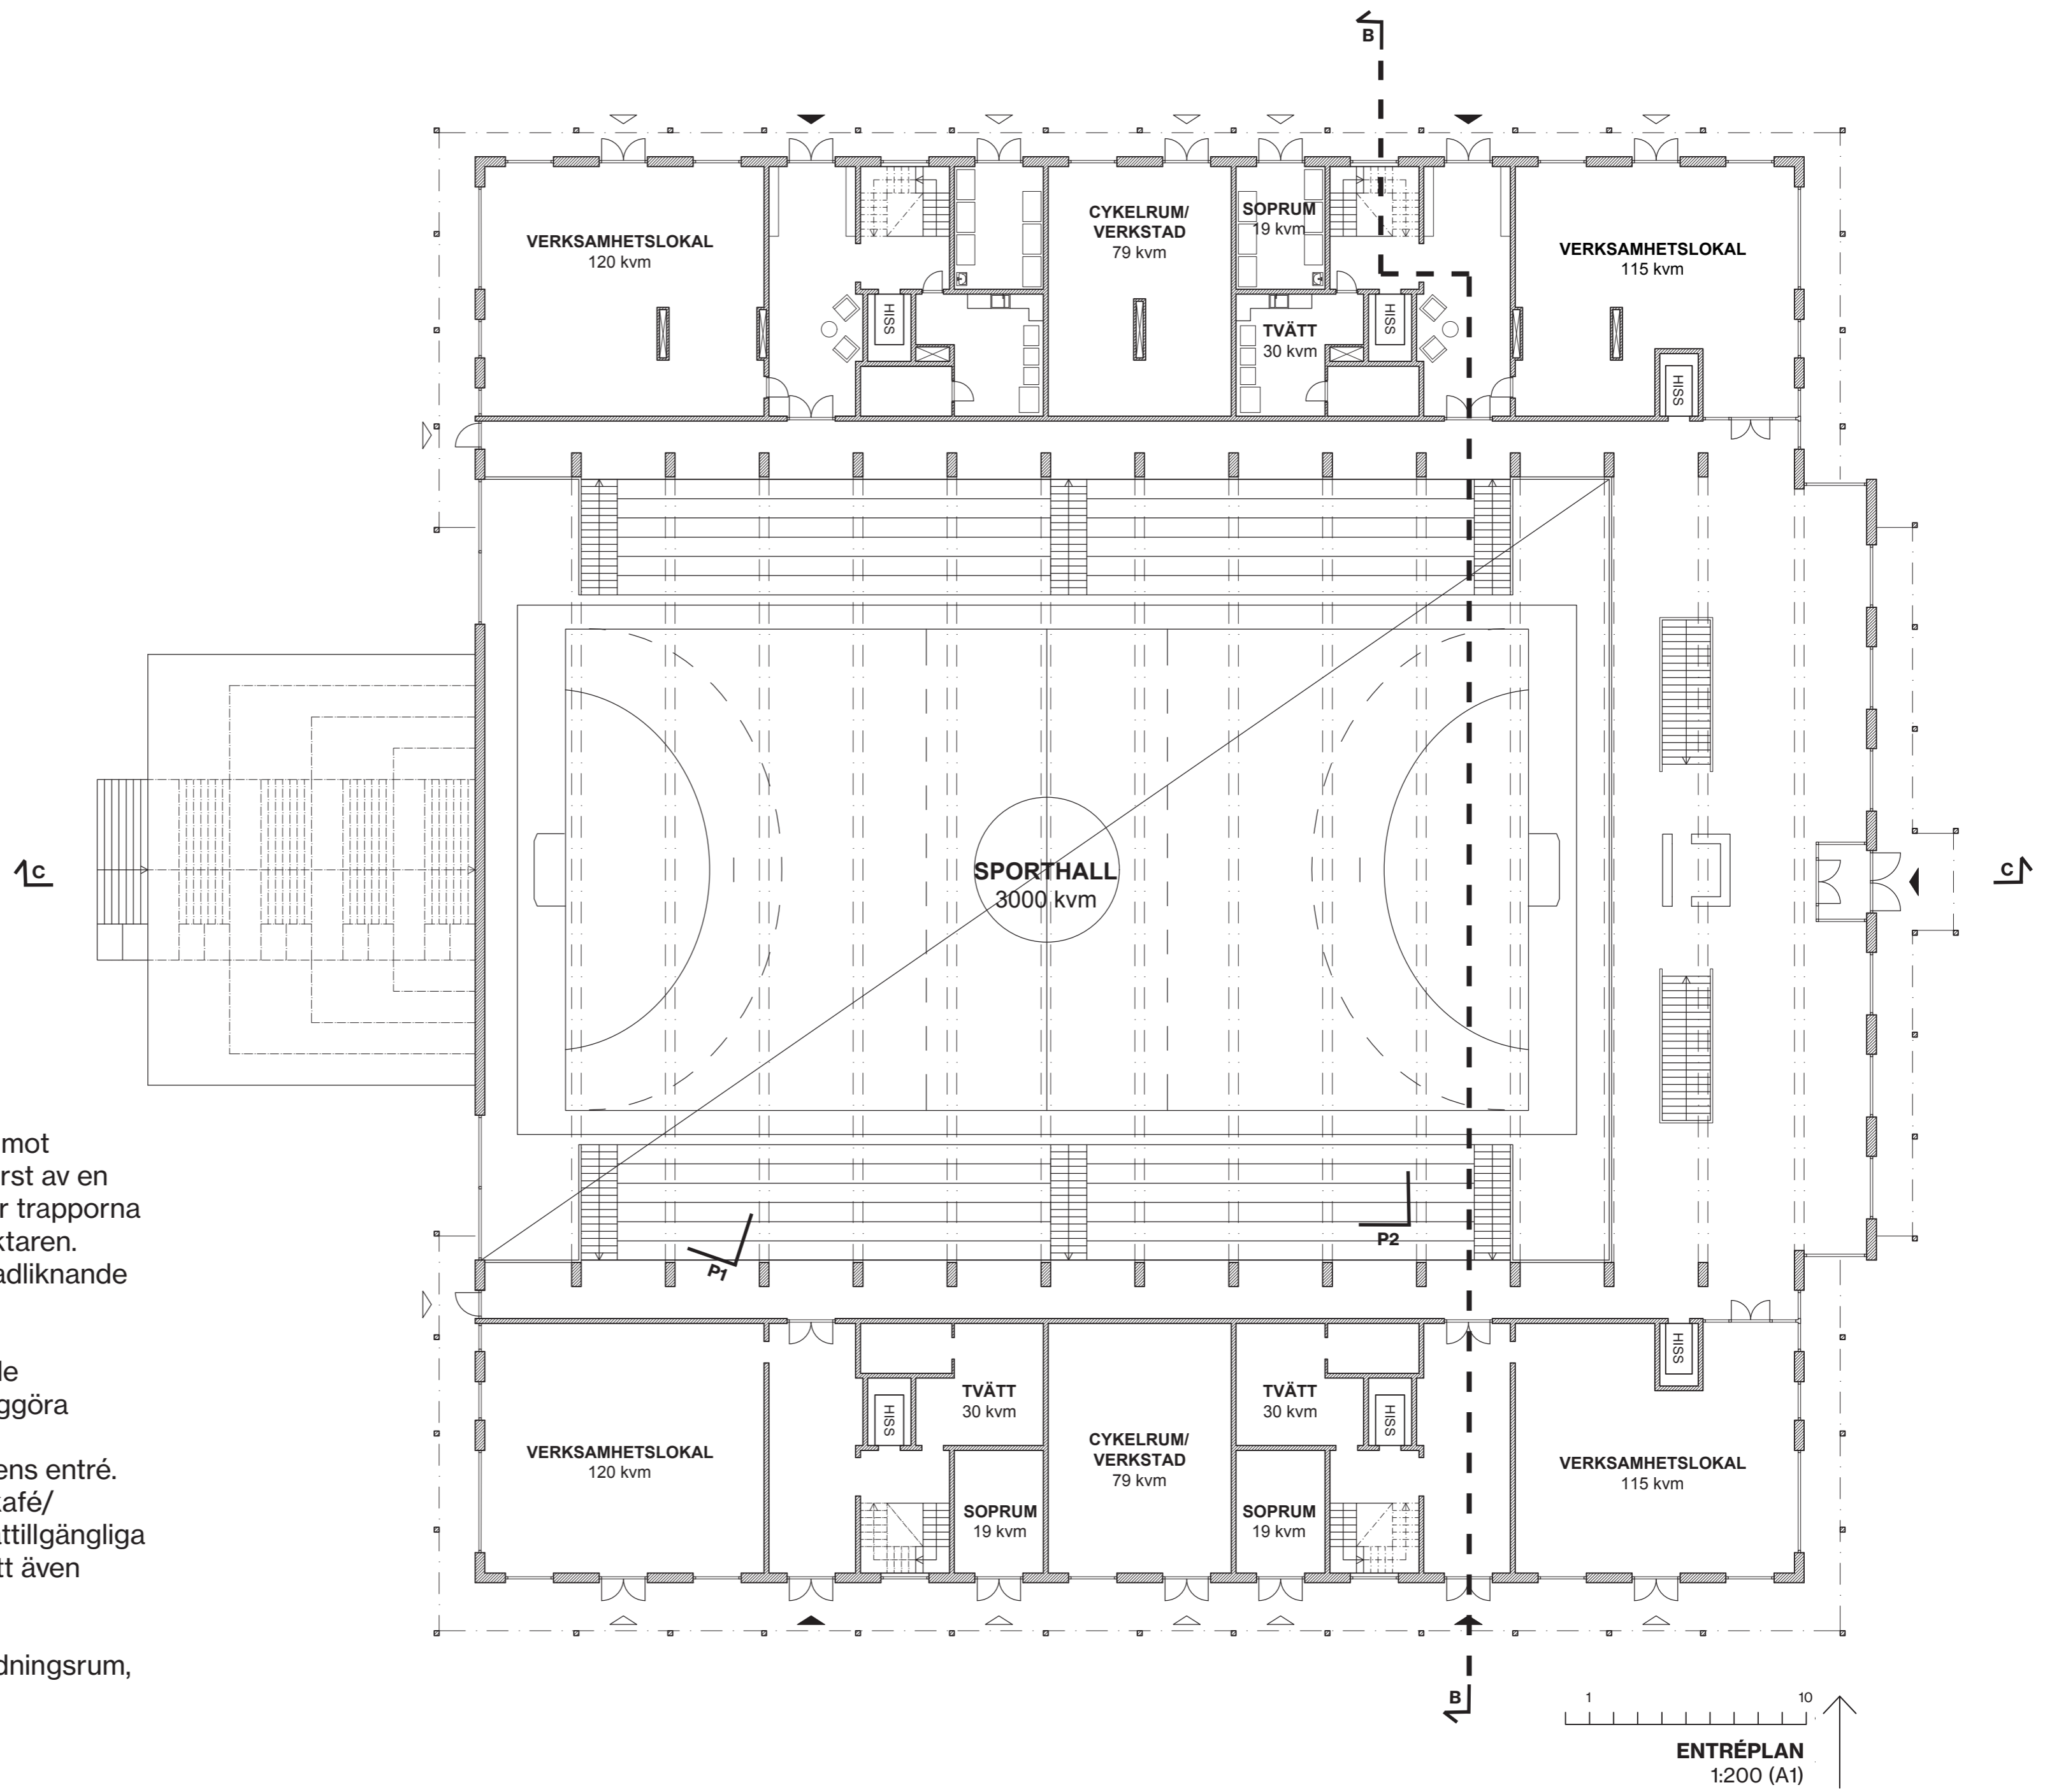 B
VERKSAMHETSLOKAL
120 kvm
CYKELRUM/
VERKSTAD
79 kvm
SOPRUM
19 kvm
VERKSAMHETSLOKAL
115 kvm
HISS
TVÄTT
30 kvm
HISS
HISS
C
SPORTHALL
3000 kvm
C
P1
P2
VERKSAMHETSLOKAL
120 kvm
HISS
TVÄTT
30 kvm
SOPRUM
19 kvm
CYKELRUM/
VERKSTAD
79 kvm
TVÄTT
30 kvm
SOPRUM
19 kvm
HISS
HISS
VERKSAMHETSLOKAL
115 kvm
B
mot
rst av en
r trapporna
ktaren.
adliknande
le
ggöra
ens entré.
kafé/
attillgängliga
tt även
dningsrum,
1 10
ENTRÉPLAN
1:200 (A1)